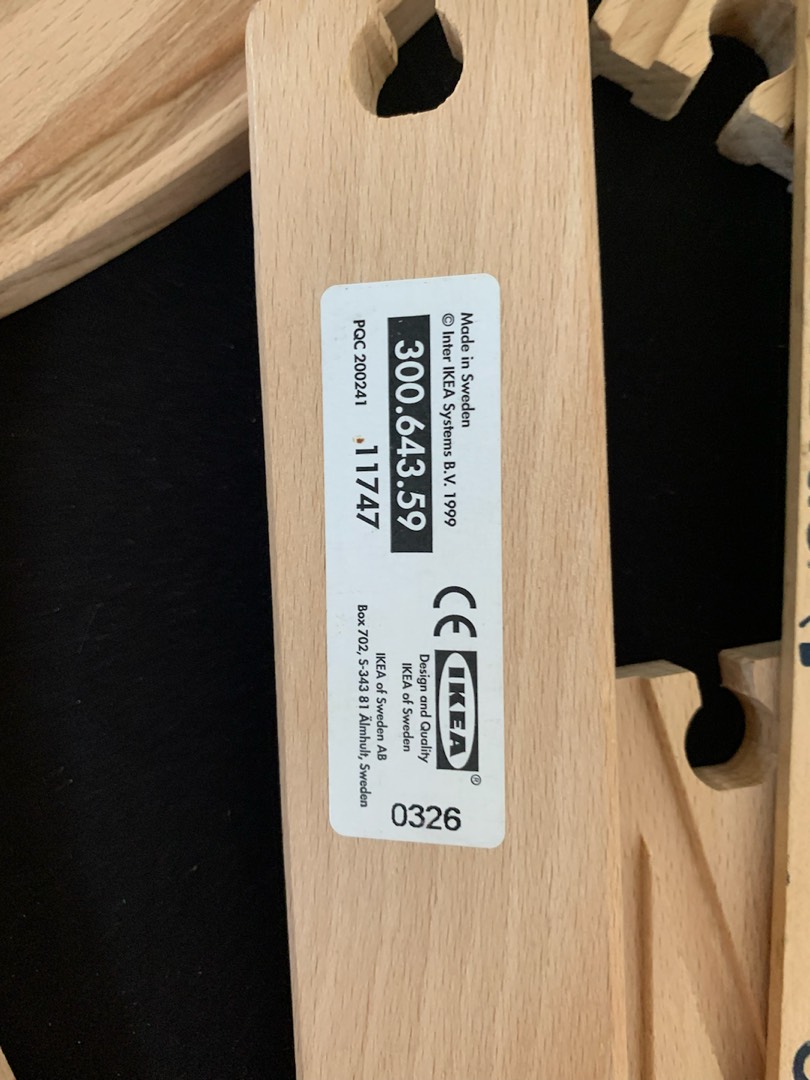 Made in Sweden
© Inter IKEA Systems B.V. 1999
300.643.59
PQC 200241 11747
CE IKEA®
Design and Quality
IKEA of Sweden
IKEA of Sweden AB
Box 702, S-343 81 Älmhult, Sweden
0326